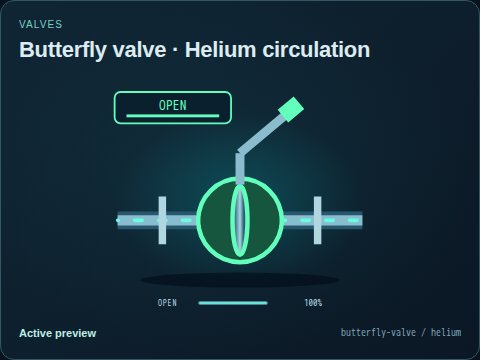 VALVES
Butterfly valve · Helium circulation
OPEN
OPEN 100%
Active preview
butterfly-valve / helium